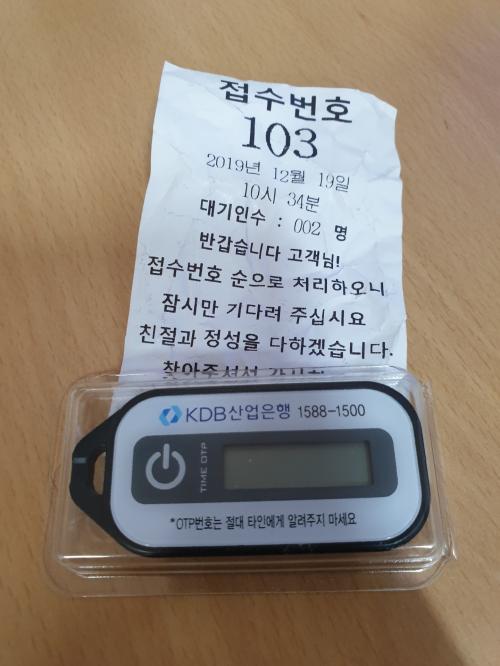 접수번호
103
2019년 12월 19일
10시 34분
대기인수 : 002 명
반갑습니다 고객님!
접수번호 순으로 처리하오니
잠시만 기다려 주십시요
친절과 정성을 다하겠습니다.
찾아주셔서
KDB산업은행 1588-1500
TIME OTP
*OTP번호는 절대 타인에게 알려주지 마세요